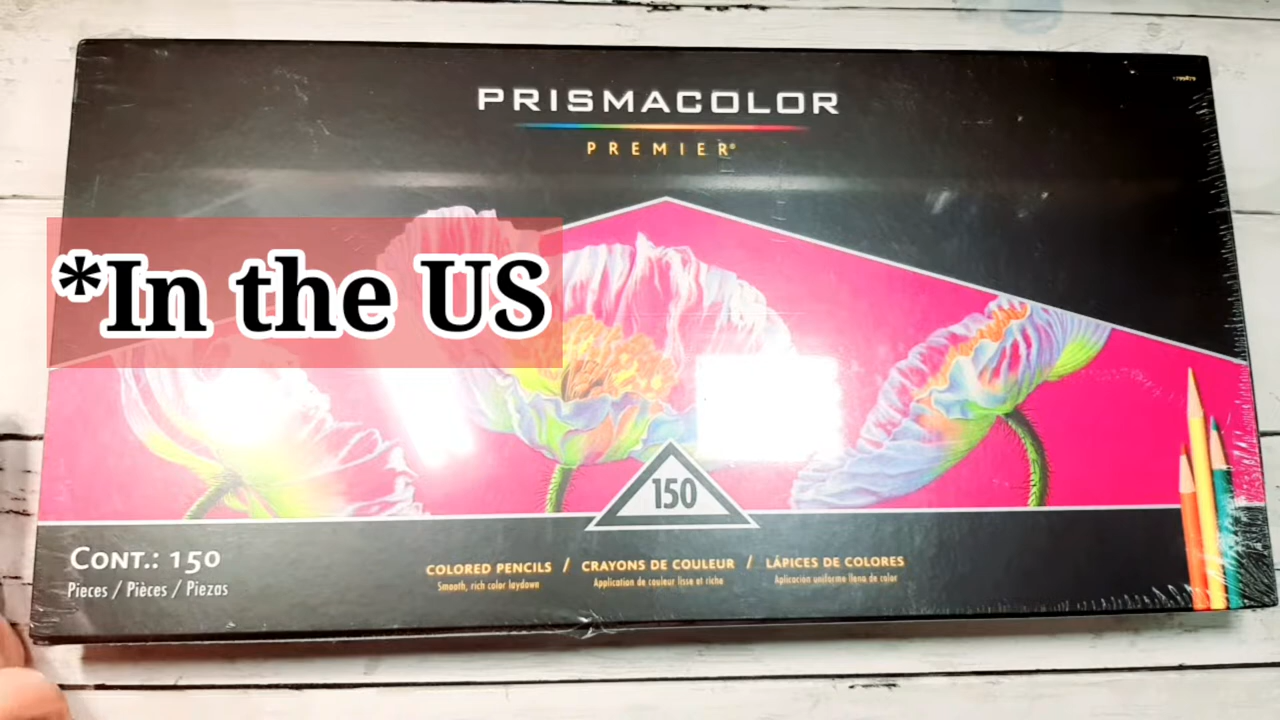 PRISMACOLOR
PREMIER®
*In the US
150
CONT.: 150
Pieces / Pièces / Piezas
COLORED PENCILS / CRAYONS DE COULEUR / LÁPICES DE COLORES
Smooth, rich color laydown Application de couleur lisse et riche Aplicación uniforme llena de color